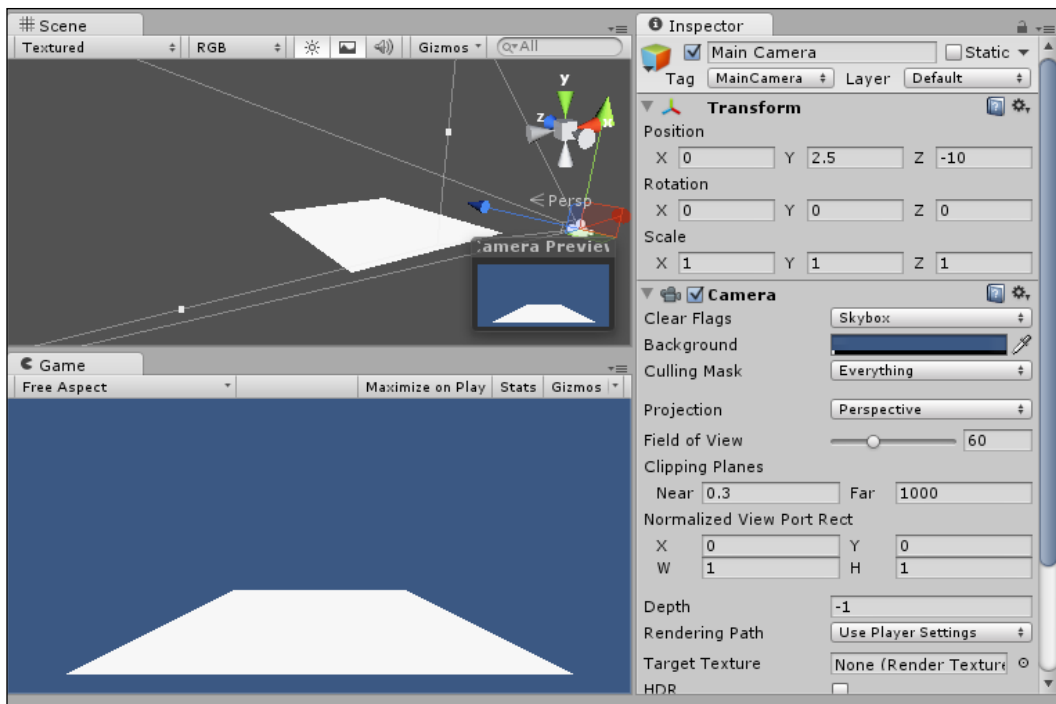 Scene
Textured RGB Gizmos All
y
z
x
Persp
Camera Preview
Game
Free Aspect Maximize on Play Stats Gizmos
Inspector
Main Camera Static
Tag MainCamera Layer Default
Transform
Position
X 0 Y 2.5 Z -10
Rotation
X 0 Y 0 Z 0
Scale
X 1 Y 1 Z 1
Camera
Clear Flags Skybox
Background
Culling Mask Everything
Projection Perspective
Field of View 60
Clipping Planes
Near 0.3 Far 1000
Normalized View Port Rect
X 0 Y 0
W 1 H 1
Depth -1
Rendering Path Use Player Settings
Target Texture None (Render Texture
HDR